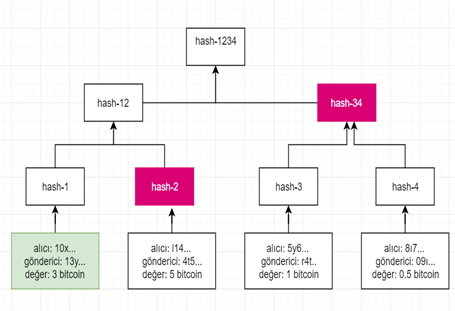 hash-1234
hash-12
hash-34
hash-1
hash-2
hash-3
hash-4
alıcı: 10x...
gönderici: 13y...
değer: 3 bitcoin
alıcı: l14...
gönderici: 4t5...
değer: 5 bitcoin
alıcı: 5y6...
gönderici: r4t..
değer: 1 bitcoin
alıcı: 8ı7...
gönderici: 09ı...
değer: 0.5 bitcoin